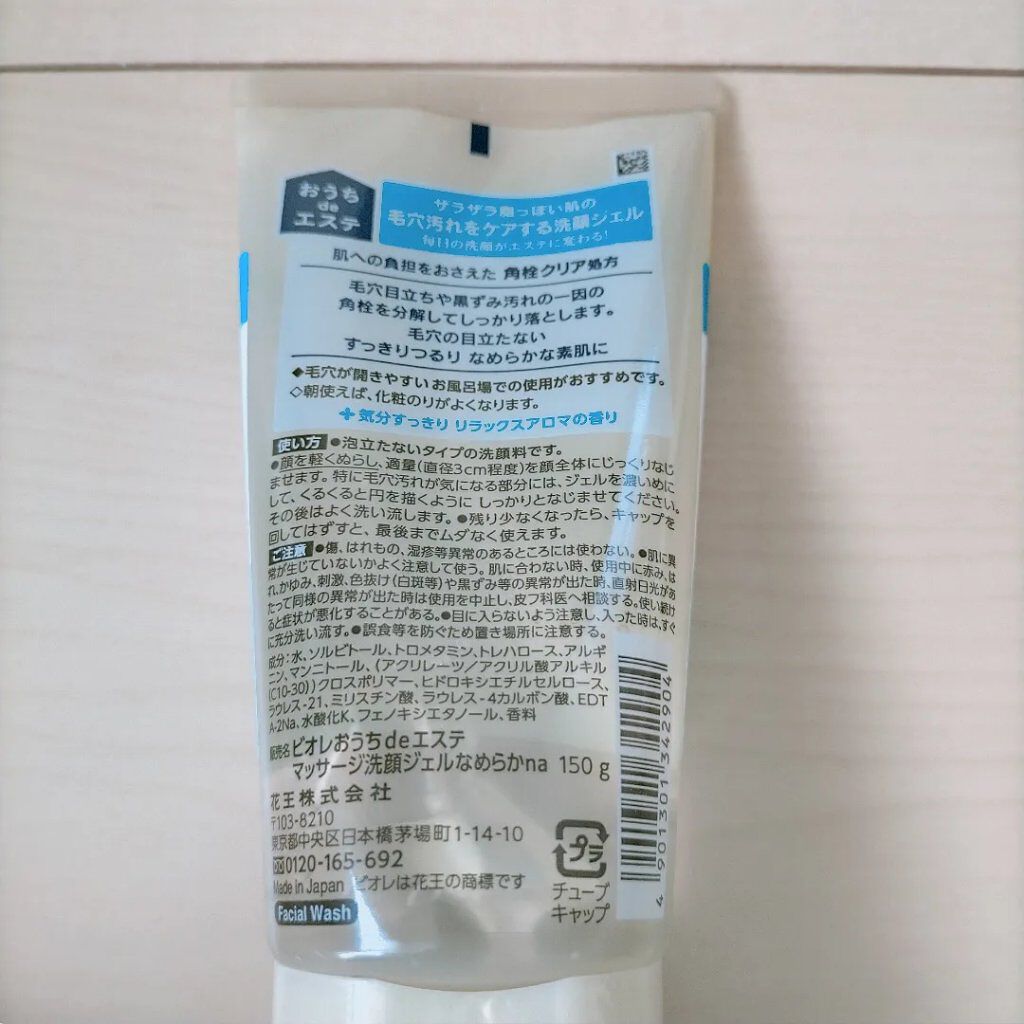 おうち
de
エステ
ザラザラ脂っぽい肌の
毛穴汚れをケアする洗顔ジェル
毎日の洗顔がエステに変わる!
肌への負担をおさえた 角栓クリア処方
毛穴目立ちや黒ずみ汚れの一因の
角栓を分解してしっかり落とします。
毛穴の目立たない
すっきりつるり なめらかな素肌に
◆毛穴が開きやすいお風呂場での使用がおすすめです。
◇朝使えば、化粧のりがよくなります。
+気分すっきり リラックスアロマの香り
使い方 ●泡立たないタイプの洗顔料です。
●顔を軽くぬらし、適量(直径3cm程度)を顔全体にじっくりなじ
ませます。特に毛穴汚れが気になる部分には、ジェルを濃いめに
して、くるくると円を描くように しっかりとなじませてください。
その後はよく洗い流します。●残り少なくなったら、キャップを
回してはずすと、最後までムダなく使えます。
ご注意 ●傷、はれもの、湿疹等異常のあるところには使わない。●肌に異
常が生じていないかよく注意して使う。肌に合わない時、使用中に赤み、は
れ、かゆみ、刺激、色抜け(白斑等)や黒ずみ等の異常が出た時、直射日光があ
たって同様の異常が出た時は使用を中止し、皮フ科医へ相談する。使い続け
ると症状が悪化することがある。●目に入らないよう注意し、入った時は、すぐ
に充分洗い流す。●誤食等を防ぐため置き場所に注意する。
成分:水、ソルビトール、トロメタミン、トレハロース、アルギ
ニン、マンニトール、(アクリレーツ/アクリル酸アルキル
(C10-30))クロスポリマー、ヒドロキシエチルセルロース、
ラウレス-21、ミリスチン酸、ラウレス-4カルボン酸、EDT
A-2Na、水酸化K、フェノキシエタノール、香料
販売名 ビオレおうちdeエステ
マッサージ洗顔ジェルなめらかna 150g
花王株式会社
〒103-8210
東京都中央区日本橋茅場町1-14-10
0120-165-692
Made in Japan ビオレは花王の商標です
Facial Wash
プラ
チューブ
キャップ
4 901301 342904